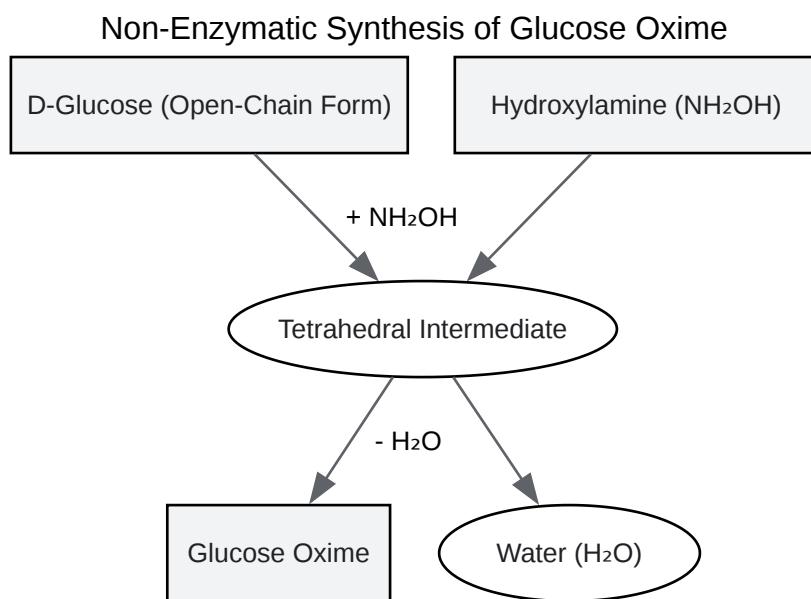 Non-Enzymatic Synthesis of Glucose Oxime
D-Glucose (Open-Chain Form)
Hydroxylamine (NH₂OH)
+ NH₂OH
Tetrahedral Intermediate
- H₂O
Glucose Oxime
Water (H₂O)